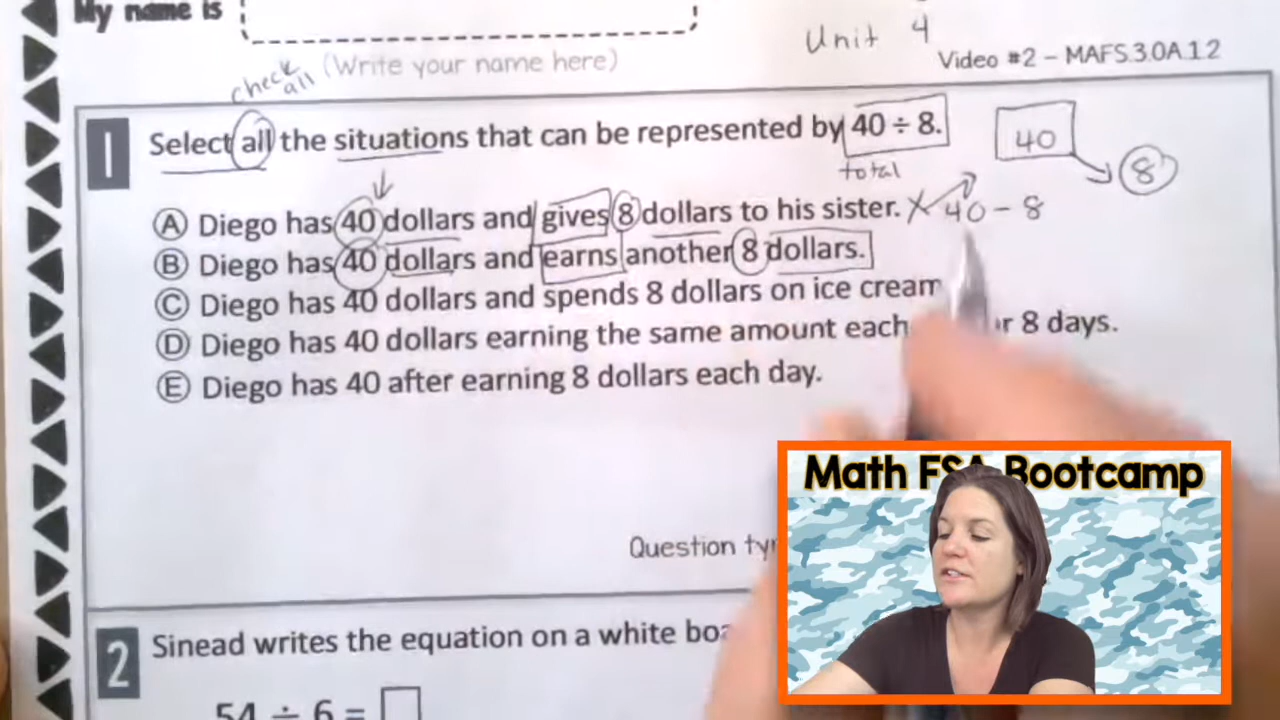 My name is
(Write your name here)
Unit 4
Video #2 - MAFS.3.OA.1.2
check all
1 Select all the situations that can be represented by 40 ÷ 8.
40
total
8
A Diego has 40 dollars and gives 8 dollars to his sister. X 40 - 8
B Diego has 40 dollars and earns another 8 dollars.
C Diego has 40 dollars and spends 8 dollars on ice cream
D Diego has 40 dollars earning the same amount each 8 days.
E Diego has 40 after earning 8 dollars each day.
Question
Math Bootcamp
2 Sinead writes the equation on a white
54 ÷ 6 =